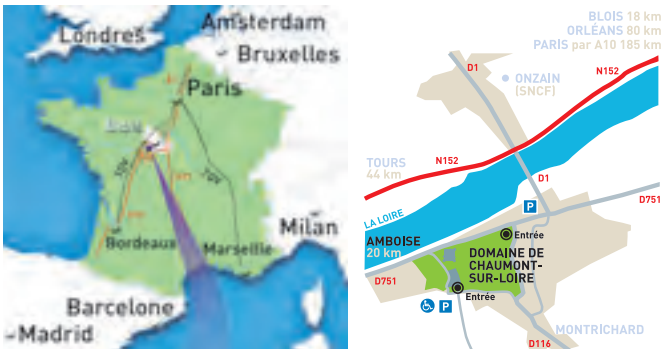 Amsterdam
Londres
Bruxelles
Paris
TGV
TGV
Bordeaux
Marseille
Milan
Barcelone
Madrid
BLOIS 18 km
ORLÉANS 80 km
PARIS par A10 185 km
D1
ONZAIN
(SNCF)
N152
N152
TOURS
44 km
D1
D751
P
LA LOIRE
Entrée
AMBOISE
20 km
DOMAINE DE
CHAUMONT-
SUR-LOIRE
D751
Entrée
P
MONTRICHARD
D116